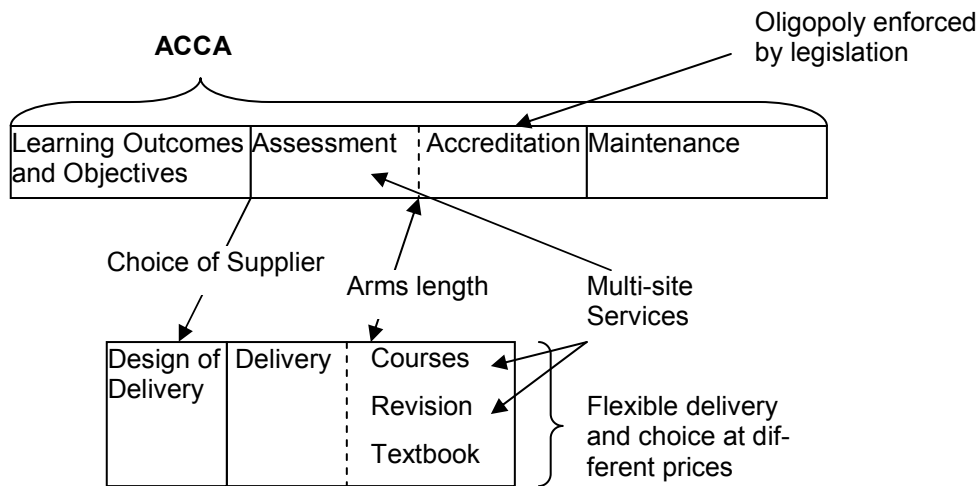 Oligopoly enforced
by legislation
ACCA
Learning Outcomes
and Objectives
Assessment
Accreditation
Maintenance
Choice of Supplier
Arms length
Multi-site
Services
Design of
Delivery
Delivery
Courses
Revision
Textbook
Flexible delivery
and choice at dif-
ferent prices